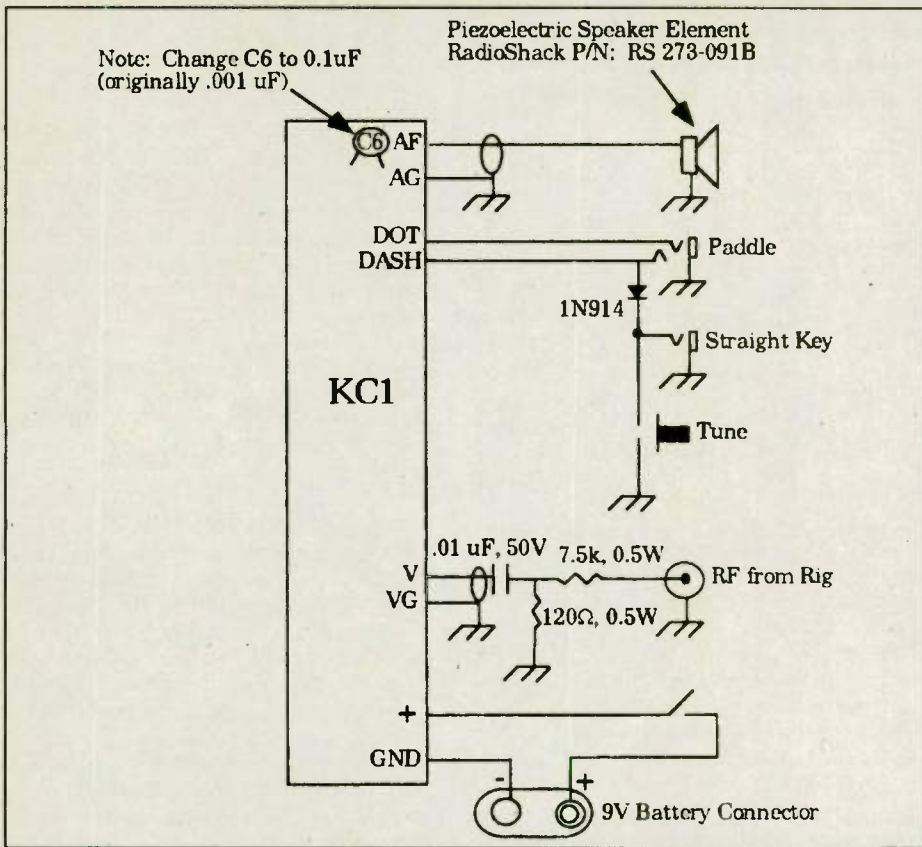 Note: Change C6 to 0.1uF
(originally .001 uF)
Piezoelectric Speaker Element
RadioShack P/N: RS 273-091B
C6 AF
AG
DOT
DASH
Paddle
1N914
Straight Key
KC1
Tune
.01 uF, 50V
7.5k, 0.5W
V
RF from Rig
VG
120Ω, 0.5W
+
GND
- +
9V Battery Connector